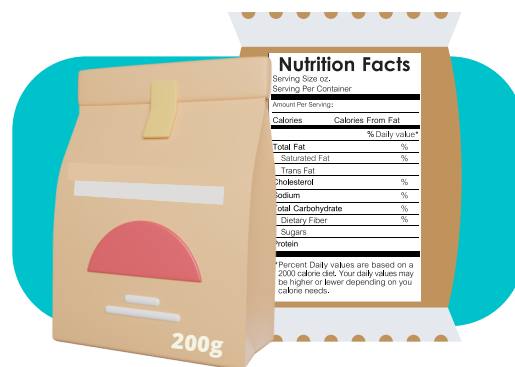 Nutrition Facts
Serving Size oz.
Serving Per Container
Amount Per Serving:
Calories Calories From Fat
% Daily value*
Total Fat %
Saturated Fat %
Trans Fat
Cholesterol %
Sodium %
Total Carbohydrate %
Dietary Fiber %
Sugars
Protein
*Percent Daily values are based on a
2000 calorie diet. Your daily values may
be higher or lewer depending on you
calorie needs.
200g